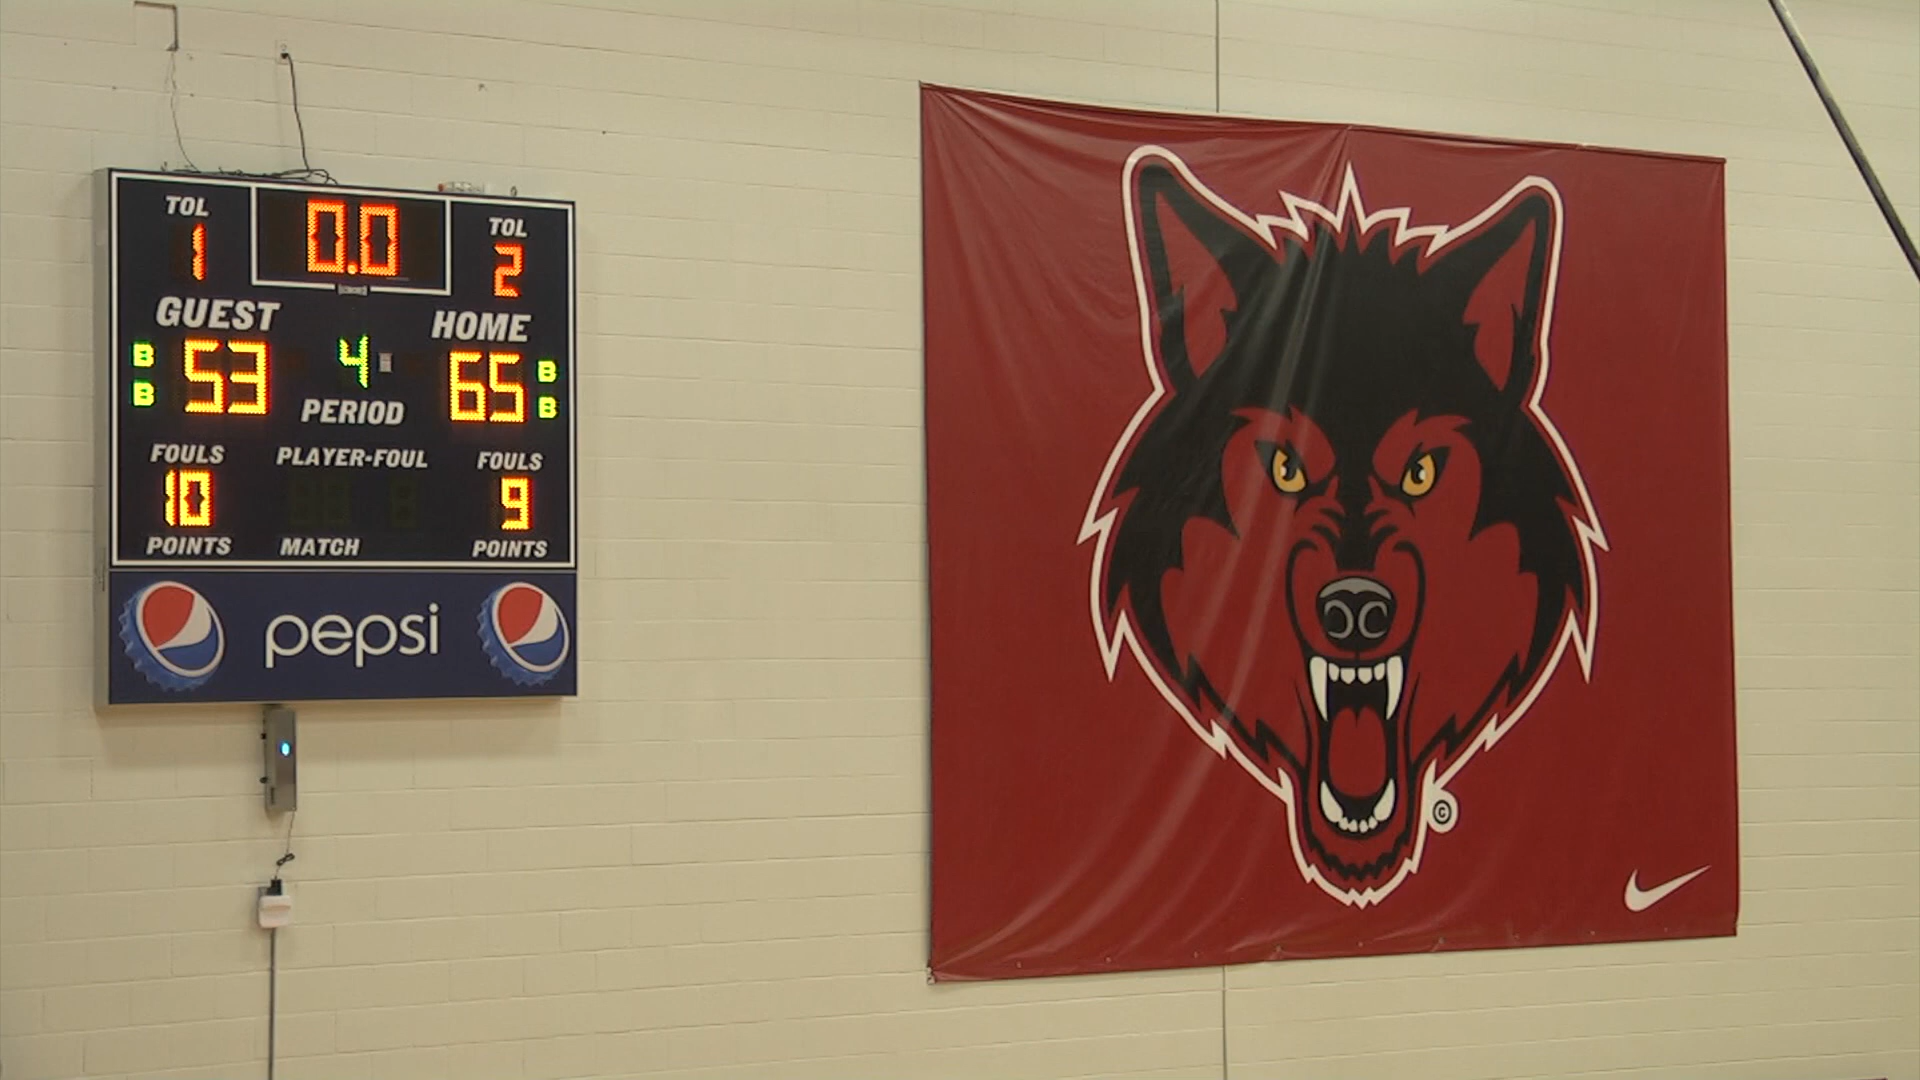 TOL 0.0 TOL
1 2
GUEST HOME
B 53 4 65 B
B B
PERIOD
FOULS PLAYER-FOUL FOULS
10 9
POINTS MATCH POINTS
pepsi
©